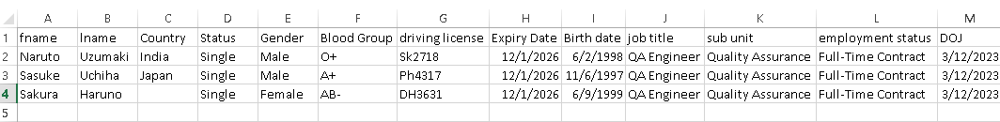 A B C D E F G H I J K L M
1 fname lname Country Status Gender Blood Group driving license Expiry Date Birth date job title sub unit employment status DOJ
2 Naruto Uzumaki India Single Male O+ Sk2718 12/1/2026 6/2/1998 QA Engineer Quality Assurance Full-Time Contract 3/12/2023
3 Sasuke Uchiha Japan Single Male A+ Ph4317 12/1/2026 11/6/1997 QA Engineer Quality Assurance Full-Time Contract 3/12/2023
4 Sakura Haruno Single Female AB- DH3631 12/1/2026 6/9/1999 QA Engineer Quality Assurance Full-Time Contract 3/12/2023
5